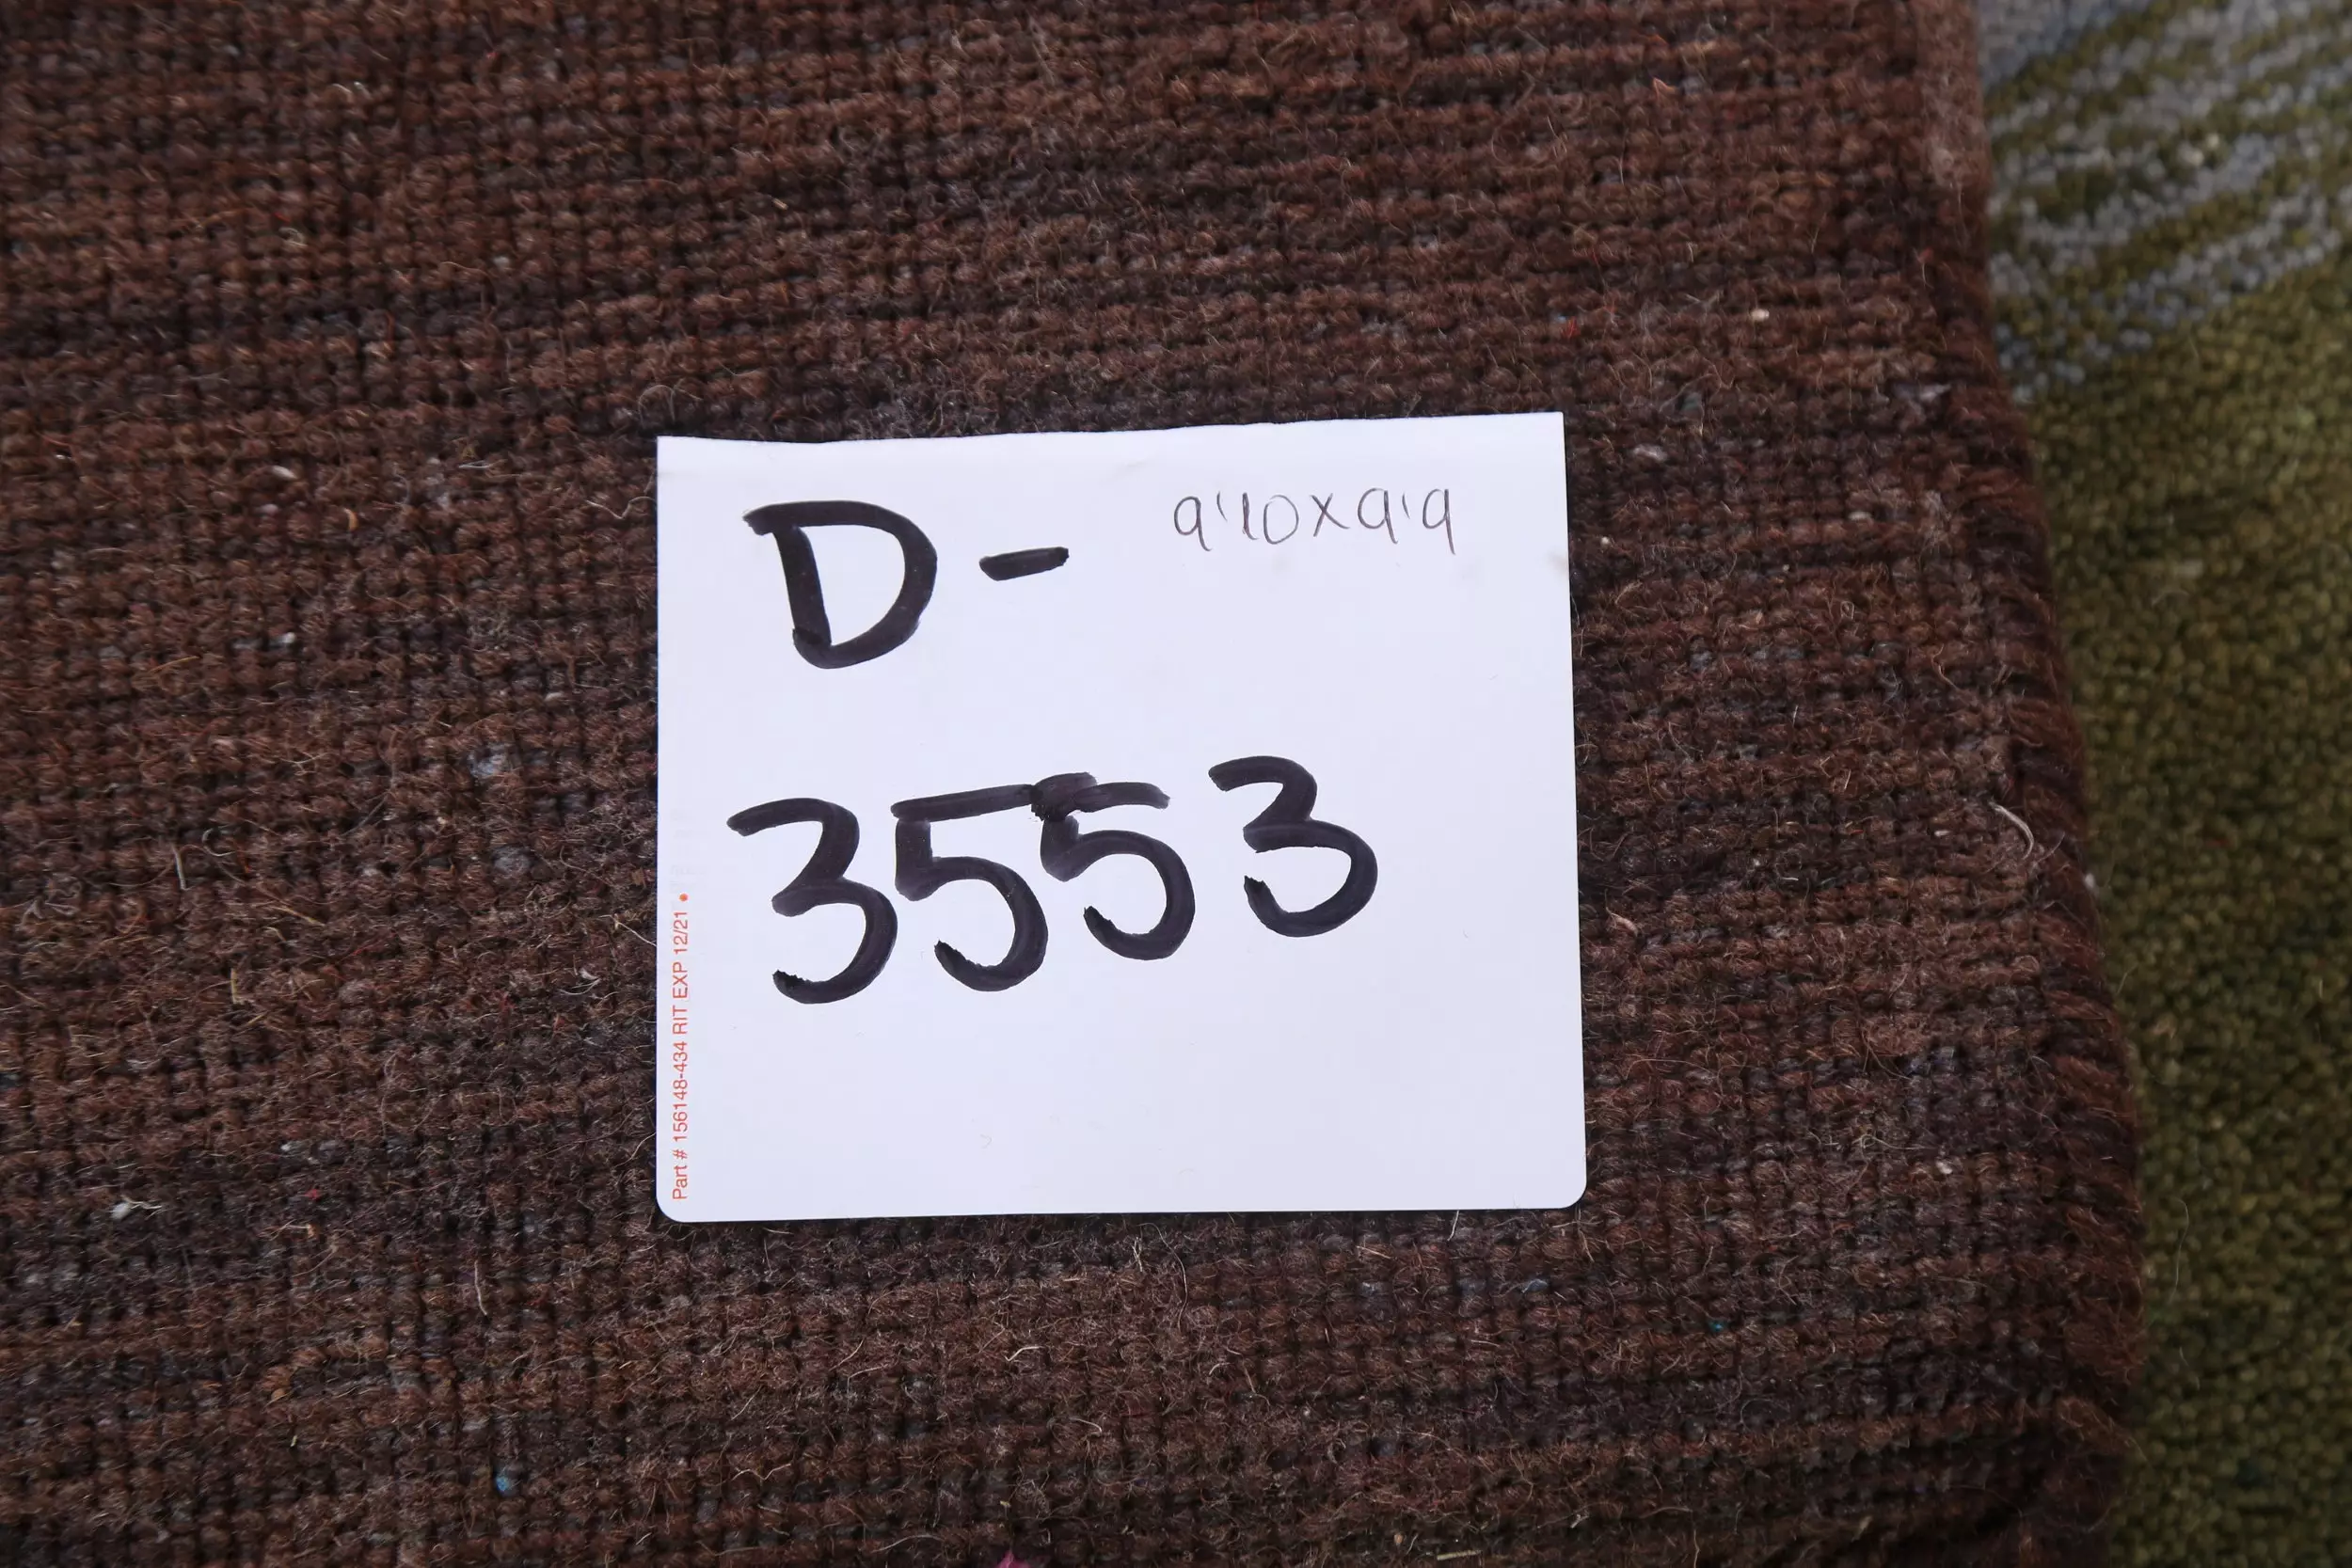 D- 9'10x9'9
3553
Part # 156148-434 RIT EXP 12/21 •